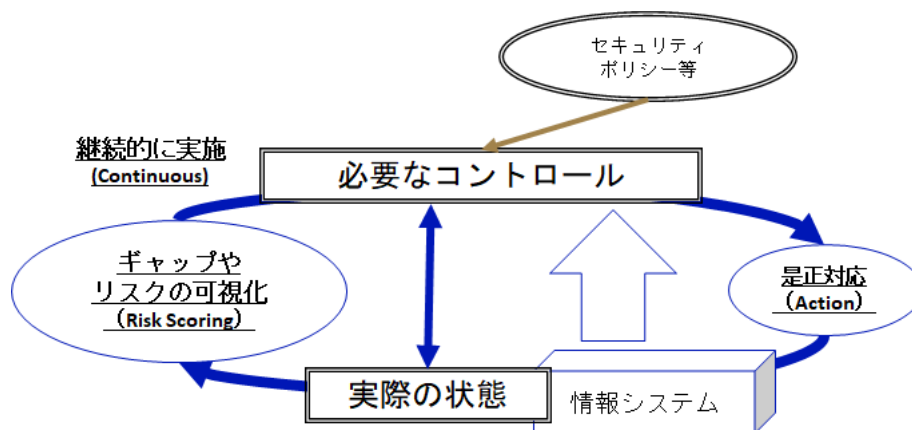 セキュリティ
ポリシー等
継続的に実施
(Continuous)
必要なコントロール
ギャップや
リスクの可視化
（Risk Scoring）
是正対応
（Action）
実際の状態
情報システム